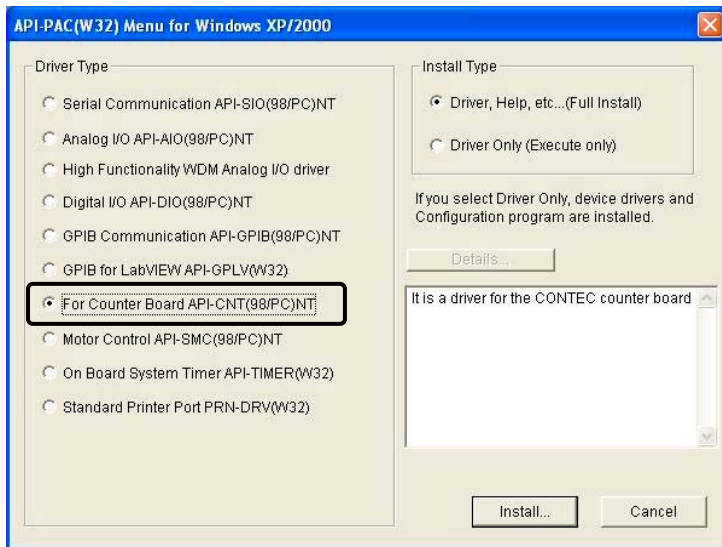 API-PAC(W32) Menu for Windows XP/2000
Driver Type
Serial Communication API-SIO(98/PC)NT
Analog I/O API-AIO(98/PC)NT
High Functionality WDM Analog I/O driver
Digital I/O API-DIO(98/PC)NT
GPIB Communication API-GPIB(98/PC)NT
GPIB for LabVIEW API-GPLV(W32)
For Counter Board API-CNT(98/PC)NT
Motor Control API-SMC(98/PC)NT
On Board System Timer API-TIMER(W32)
Standard Printer Port PRN-DRV(W32)
Install Type
Driver, Help, etc...(Full Install)
Driver Only (Execute only)
If you select Driver Only, device drivers and
Configuration program are installed.
Details...
It is a driver for the CONTEC counter board
Install...
Cancel